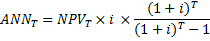 ANN_T = NPV_T × i × (1 + i)^T / ((1 + i)^T − 1)